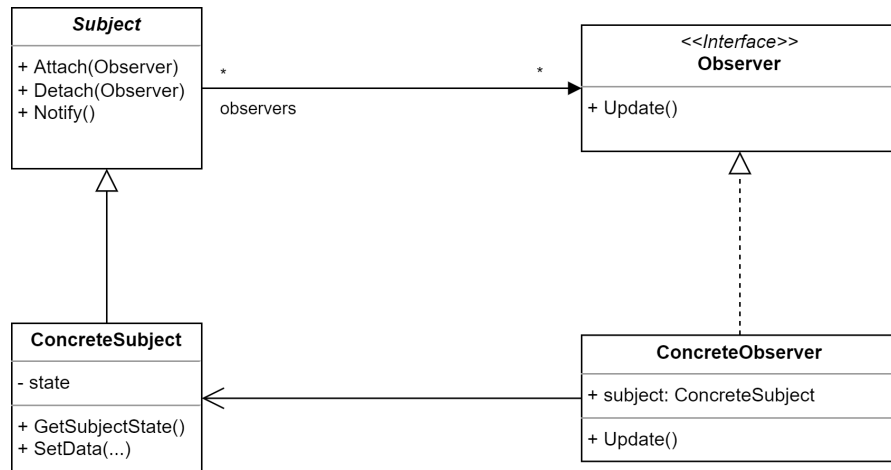 Subject
+ Attach(Observer)
+ Detach(Observer)
+ Notify()
* *
observers
<<Interface>>
Observer
+ Update()
ConcreteSubject
- state
+ GetSubjectState()
+ SetData(...)
ConcreteObserver
+ subject: ConcreteSubject
+ Update()